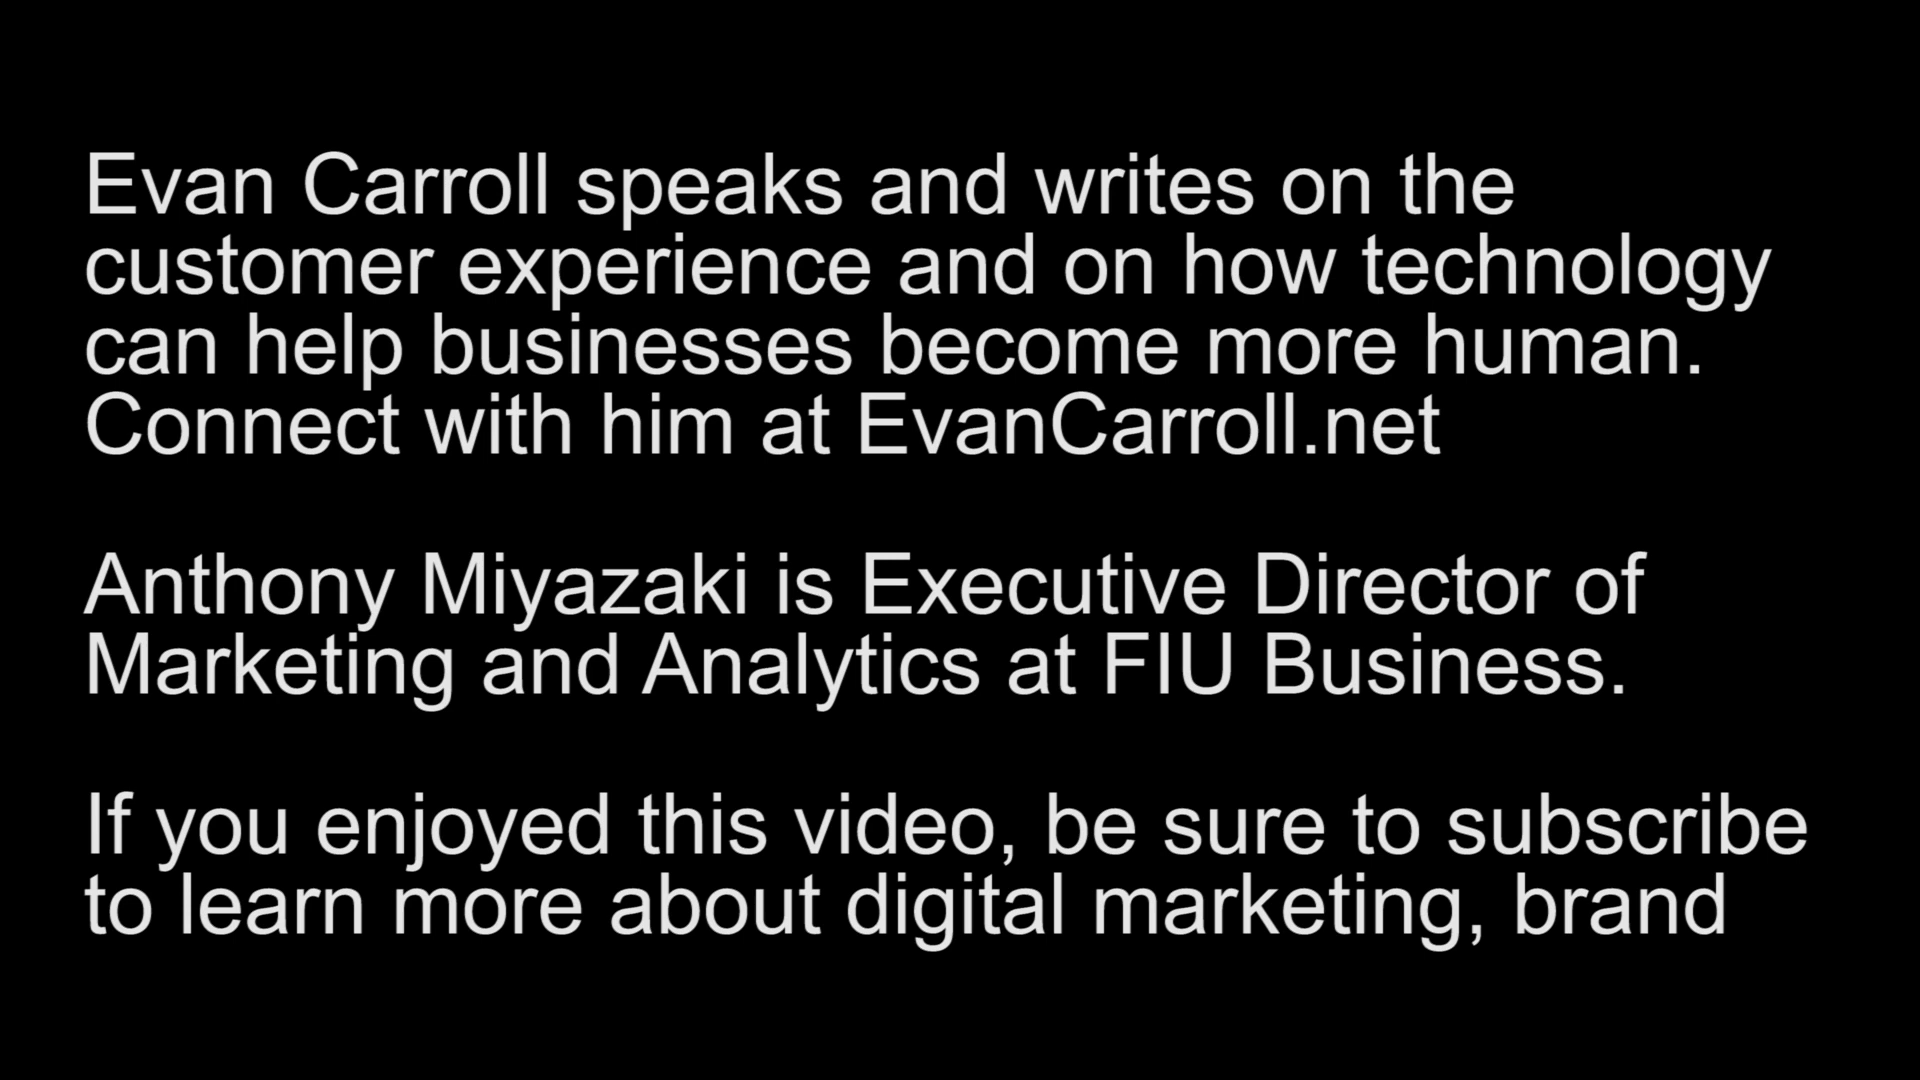 Evan Carroll speaks and writes on the
customer experience and on how technology
can help businesses become more human.
Connect with him at EvanCarroll.net
Anthony Miyazaki is Executive Director of
Marketing and Analytics at FIU Business.
If you enjoyed this video, be sure to subscribe
to learn more about digital marketing, brand